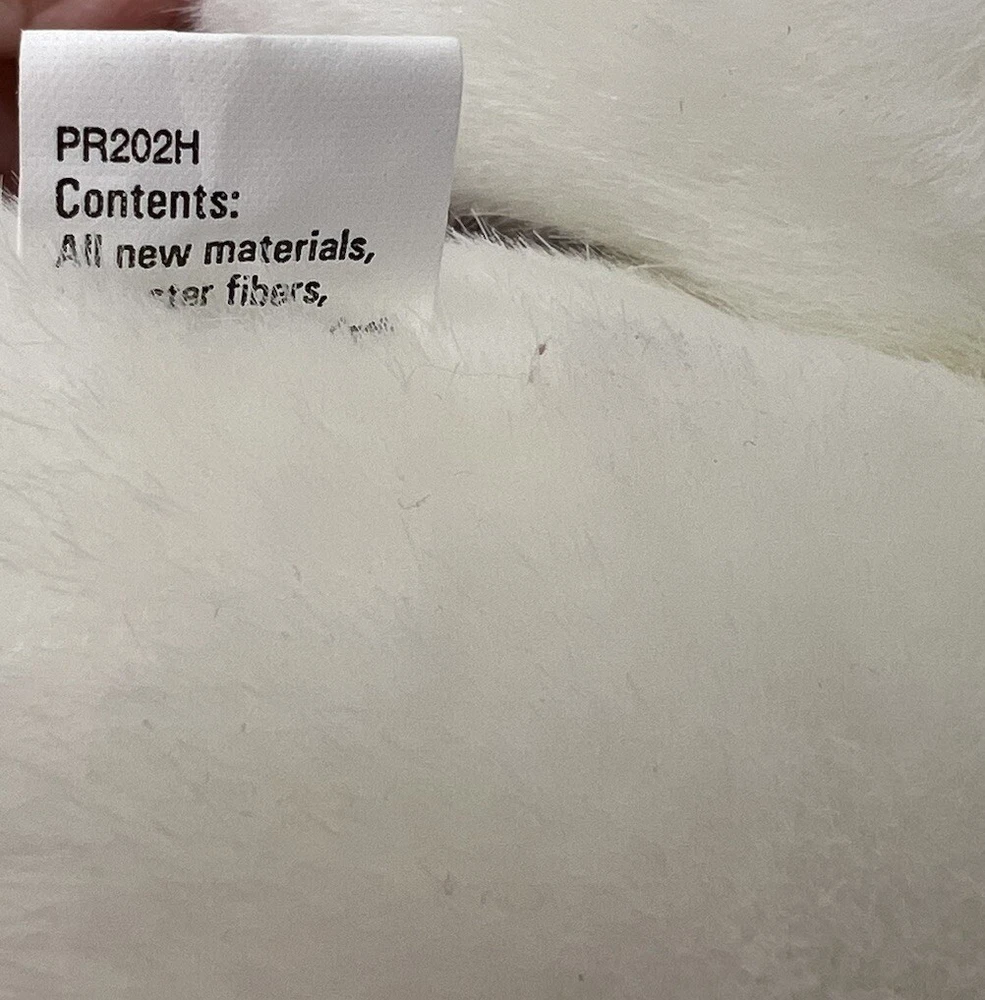 PR202H
Contents:
All new materials,
fibers,